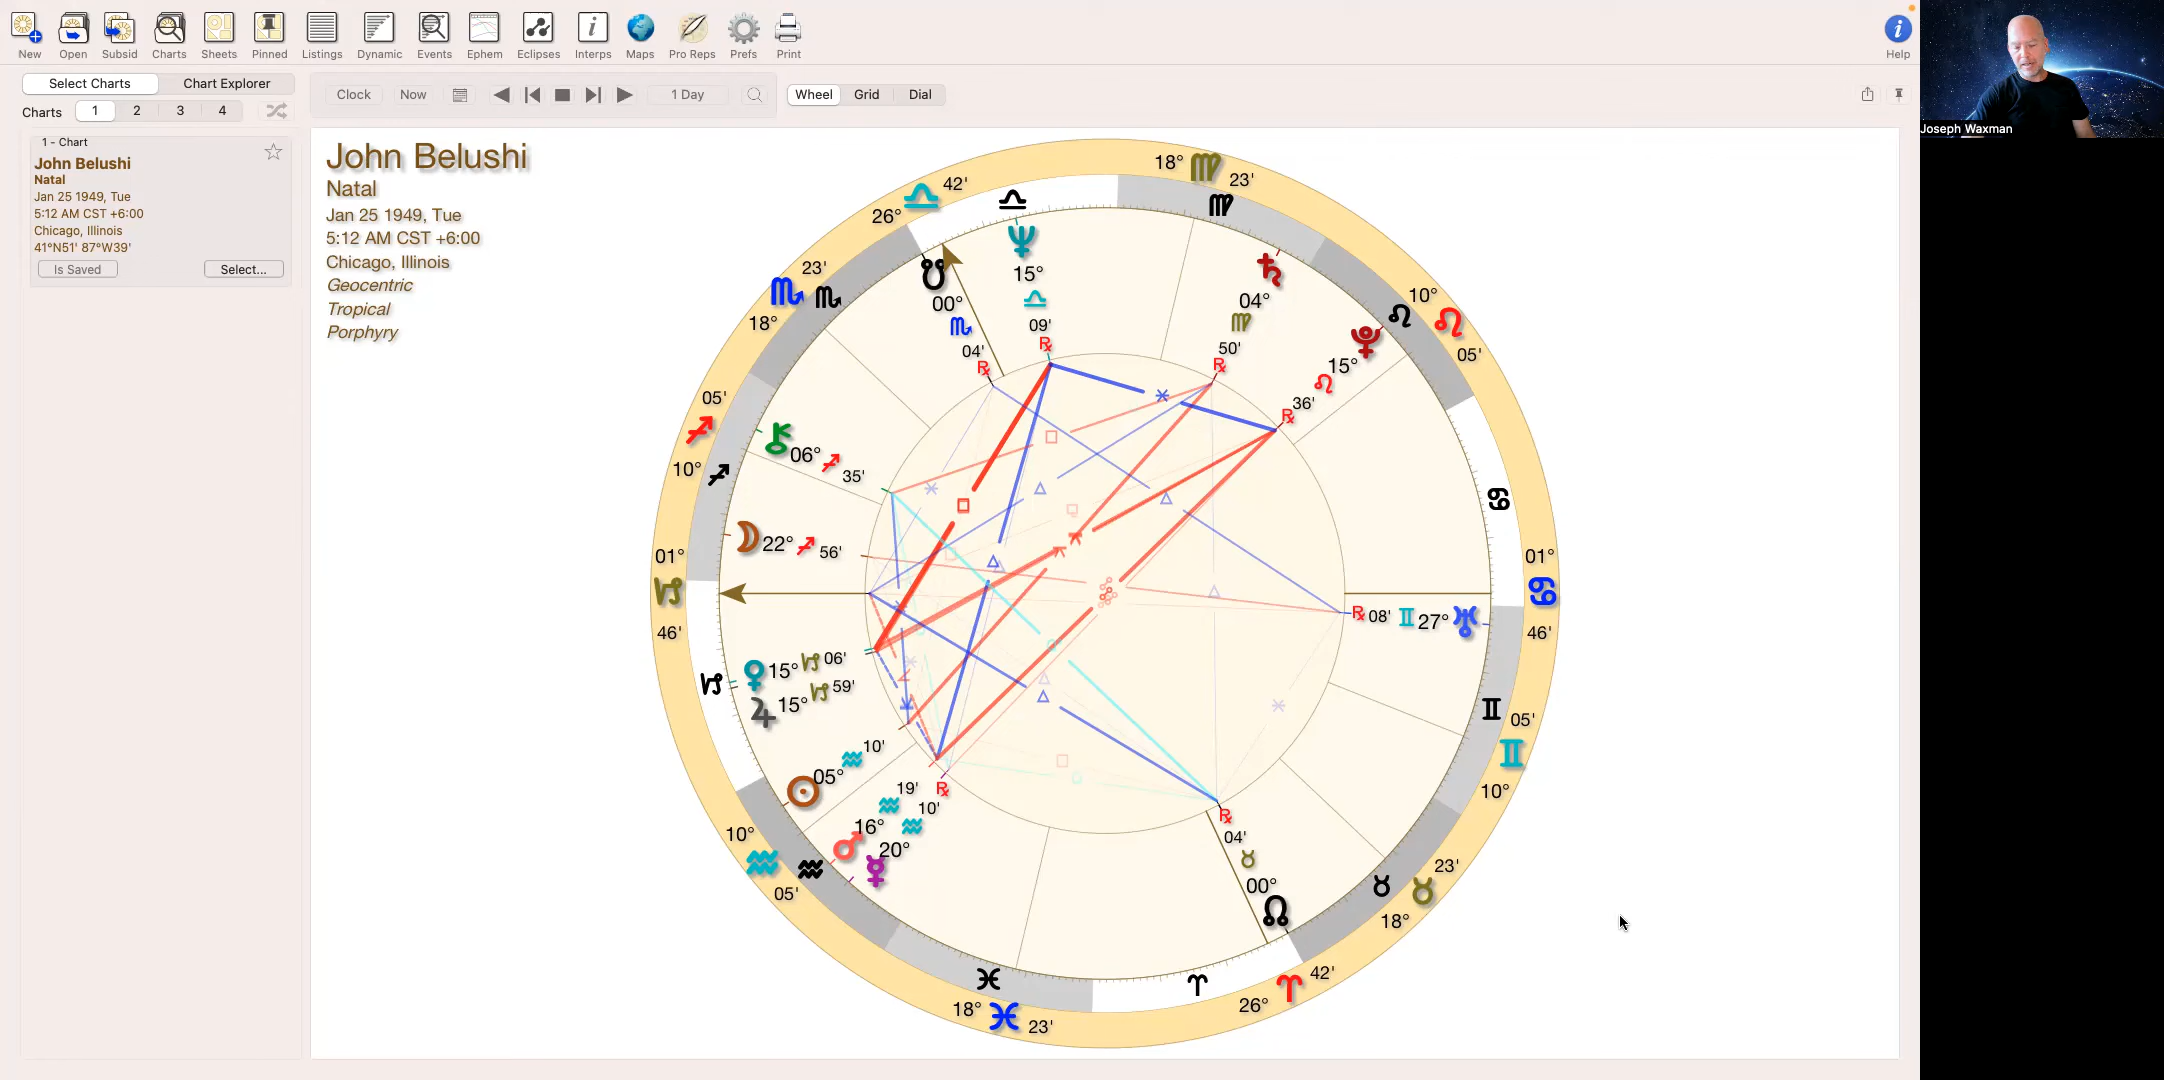 New Open Subsid Charts Sheets Pinned Listings Dynamic Events Ephem Eclipses Interps Maps Pro Reps Prefs Print Help
Select Charts Chart Explorer
Charts 1 2 3 4
1 - Chart
John Belushi
Natal
Jan 25 1949, Tue
5:12 AM CST +6:00
Chicago, Illinois
41°N51' 87°W39'
Is Saved Select...
Clock Now 1 Day Wheel Grid Dial
John Belushi
Natal
Jan 25 1949, Tue
5:12 AM CST +6:00
Chicago, Illinois
Geocentric
Tropical
Porphyry
18° ♍ 23'
26° ♎ 42'
18° ♏ 23'
10° ♐ 05'
01° ♑ 46'
10° ♒ 05'
18° ♓ 23'
26° ♈ 42'
18° ♉ 23'
10° ♊ 05'
01° ♋ 46'
10° ♌ 05'
☋ 00° ♏ 04' ℞
♆ 15° ♎ 09' ℞
♄ 04° ♍ 50' ℞
♇ 15° ♌ 36' ℞
⚷ 06° ♐ 35'
☽ 22° ♐ 56'
♀ 15° ♑ 06'
♃ 15° ♑ 59'
☉ 05° ♒ 10'
♂ 16° ♒ 19'
☿ 20° ♒ 10' ℞
☊ 00° ♉ 04' ℞
℞ 08' ♊ 27° ♅
Joseph Waxman